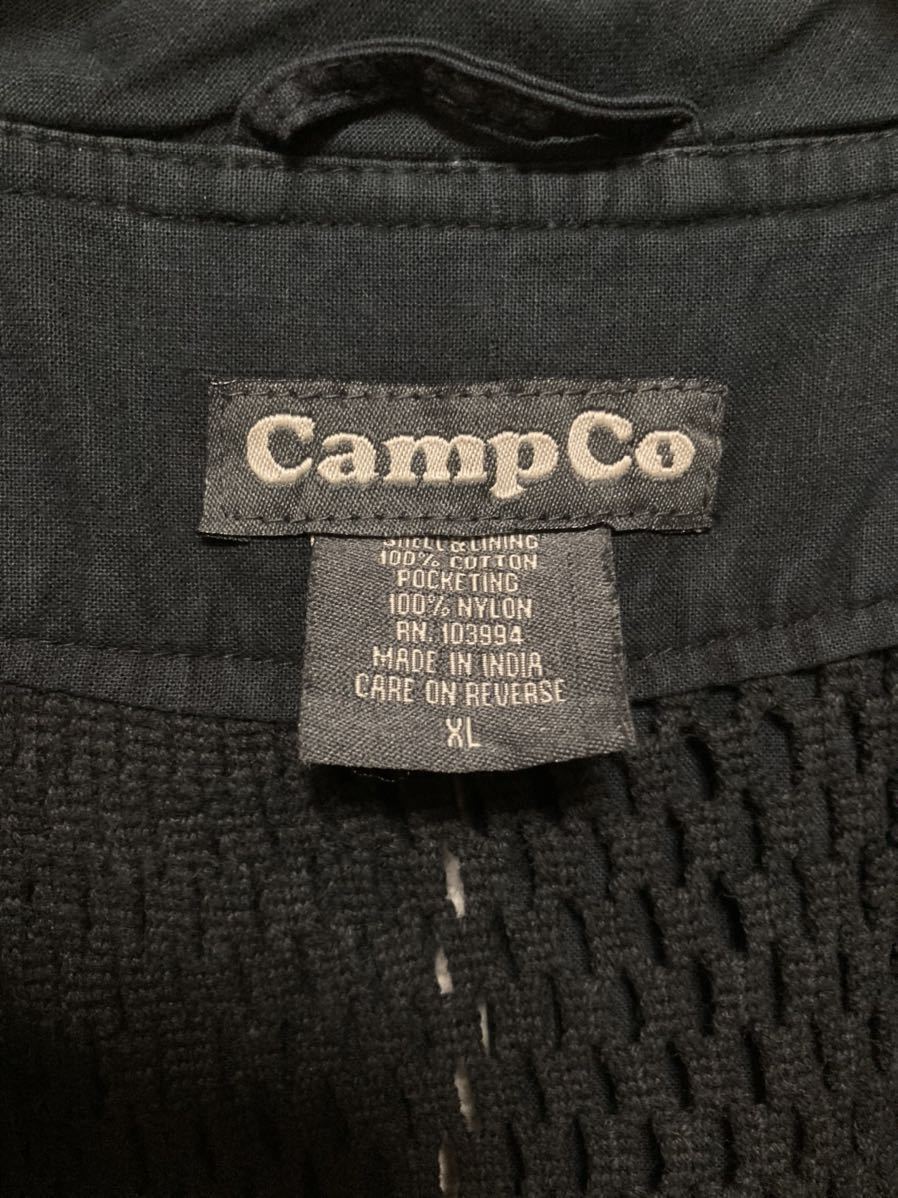 CampCo
SHELL & LINING
100% COTTON
POCKETING
100% NYLON
RN. 103994
MADE IN INDIA
CARE ON REVERSE
XL